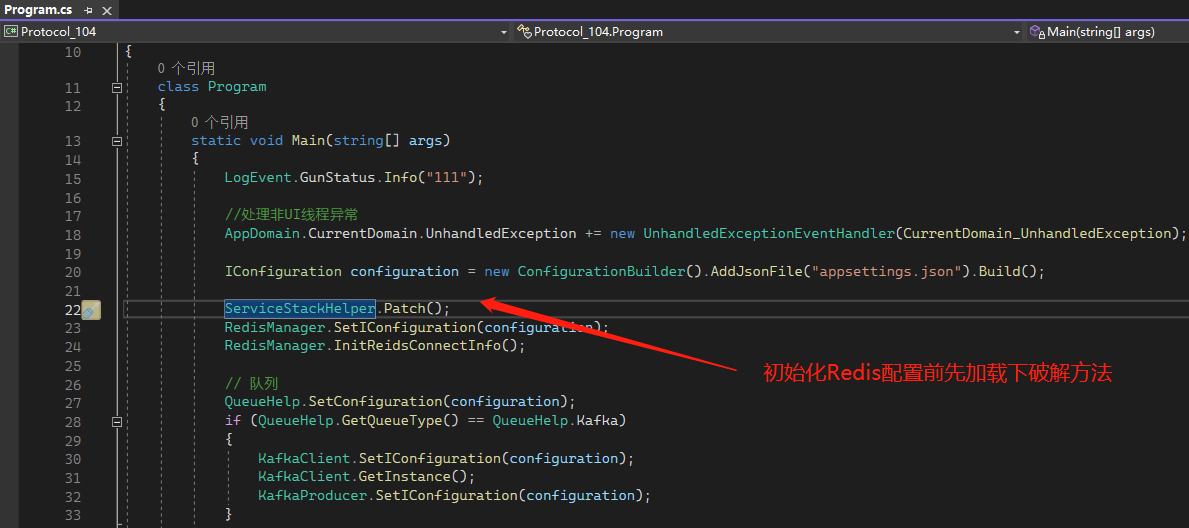 Program.cs
Protocol_104
Protocol_104.Program
Main(string[] args)
10 {
0 个引用
11 class Program
12 {
0 个引用
13 static void Main(string[] args)
14 {
15 LogEvent.GunStatus.Info("111");
16
17 //处理非UI线程异常
18 AppDomain.CurrentDomain.UnhandledException += new UnhandledExceptionEventHandler(CurrentDomain_UnhandledException);
19
20 IConfiguration configuration = new ConfigurationBuilder().AddJsonFile("appsettings.json").Build();
21
22 ServiceStackHelper.Patch();
23 RedisManager.SetIConfiguration(configuration);
24 RedisManager.InitReidsConnectInfo();
25
初始化Redis配置前先加载下破解方法
26 // 队列
27 QueueHelp.SetConfiguration(configuration);
28 if (QueueHelp.GetQueueType() == QueueHelp.Kafka)
29 {
30 KafkaClient.SetIConfiguration(configuration);
31 KafkaClient.GetInstance();
32 KafkaProducer.SetIConfiguration(configuration);
33 }